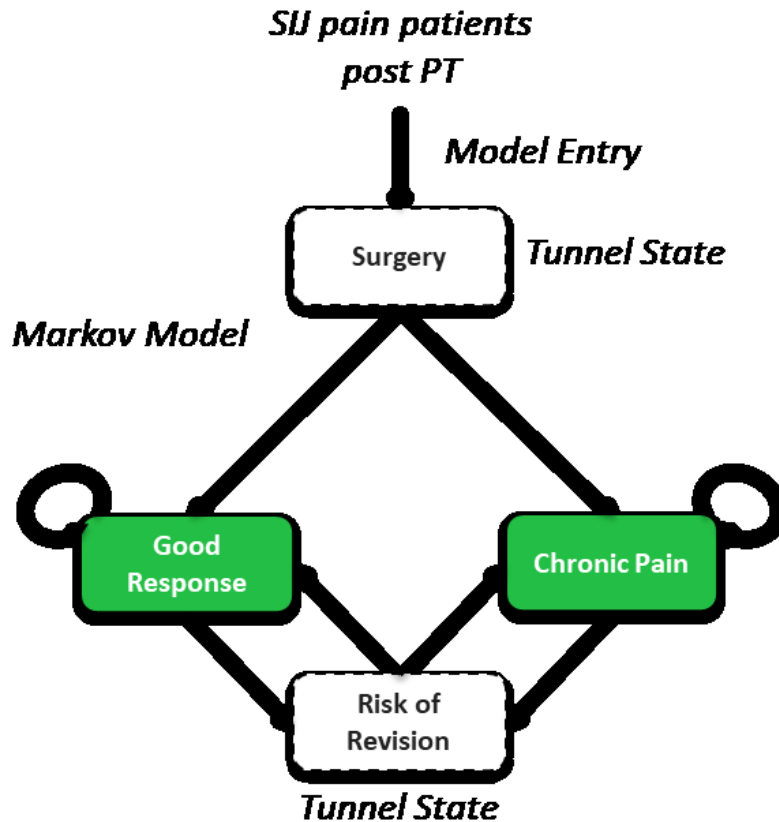 SIJ pain patients
post PT
Model Entry
Surgery
Tunnel State
Markov Model
Good
Response
Chronic Pain
Risk of
Revision
Tunnel State